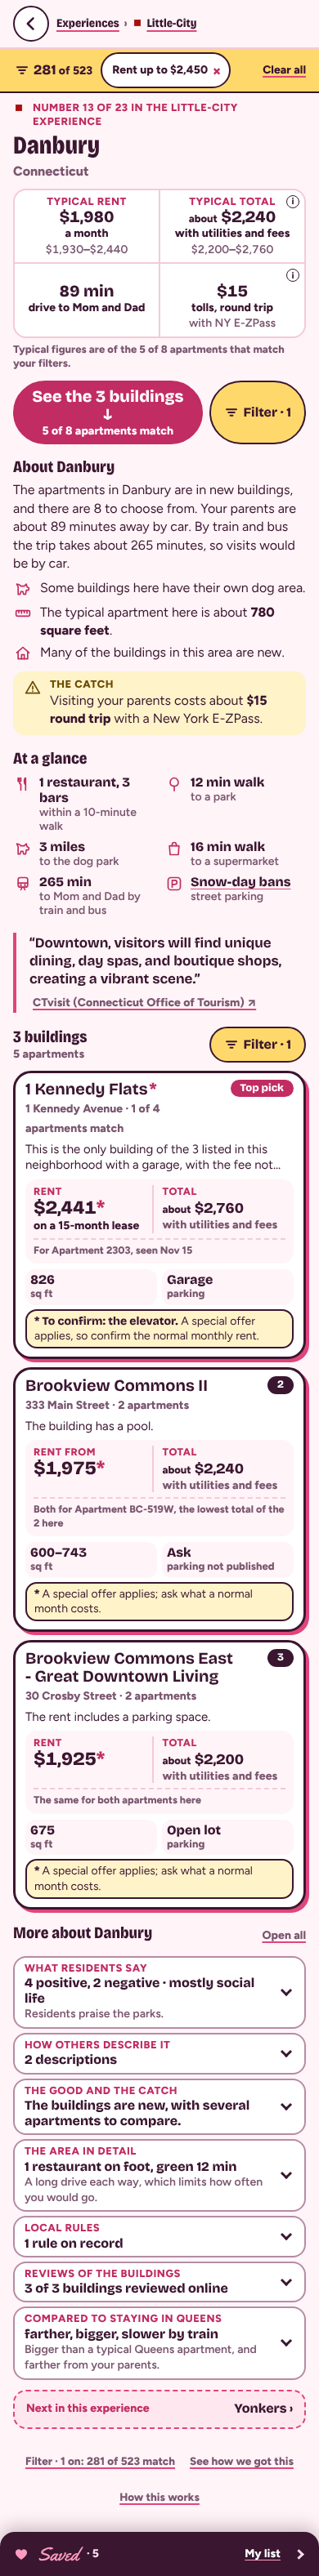 Experiences › Little-City
281 of 523 Rent up to $2,450 × Clear all
NUMBER 13 OF 23 IN THE LITTLE-CITY
EXPERIENCE
Danbury
Connecticut
TYPICAL RENT
$1,980
a month
$1,930–$2,440
TYPICAL TOTAL
about $2,240
with utilities and fees
$2,200–$2,760
89 min
drive to Mom and Dad
$15
tolls, round trip
with NY E-ZPass
Typical figures are of the 5 of 8 apartments that match
your filters.
See the 3 buildings
↓
5 of 8 apartments match
Filter · 1
About Danbury
The apartments in Danbury are in new buildings,
and there are 8 to choose from. Your parents are
about 89 minutes away by car. By train and bus
the trip takes about 265 minutes, so visits would
be by car.
Some buildings here have their own dog area.
The typical apartment here is about 780
square feet.
Many of the buildings in this area are new.
THE CATCH
Visiting your parents costs about $15
round trip with a New York E-ZPass.
At a glance
1 restaurant, 3
bars
within a 10-minute
walk
12 min walk
to a park
3 miles
to the dog park
16 min walk
to a supermarket
265 min
to Mom and Dad by
train and bus
Snow-day bans
street parking
“Downtown, visitors will find unique
dining, day spas, and boutique shops,
creating a vibrant scene.”
CTvisit (Connecticut Office of Tourism) ↗
3 buildings
5 apartments
Filter · 1
1 Kennedy Flats*
Top pick
1 Kennedy Avenue · 1 of 4
apartments match
This is the only building of the 3 listed in this
neighborhood with a garage, with the fee not...
RENT
$2,441*
on a 15-month lease
TOTAL
about $2,760
with utilities and fees
For Apartment 2303, seen Nov 15
826
sq ft
Garage
parking
* To confirm: the elevator. A special offer
applies, so confirm the normal monthly rent.
Brookview Commons II
2
333 Main Street · 2 apartments
The building has a pool.
RENT FROM
$1,975*
TOTAL
about $2,240
with utilities and fees
Both for Apartment BC-519W, the lowest total of the
2 here
600–743
sq ft
Ask
parking not published
* A special offer applies; ask what a normal
month costs.
Brookview Commons East
- Great Downtown Living
3
30 Crosby Street · 2 apartments
The rent includes a parking space.
RENT
$1,925*
TOTAL
about $2,200
with utilities and fees
The same for both apartments here
675
sq ft
Open lot
parking
* A special offer applies; ask what a normal
month costs.
More about Danbury
Open all
WHAT RESIDENTS SAY
4 positive, 2 negative · mostly social
life
Residents praise the parks.
HOW OTHERS DESCRIBE IT
2 descriptions
THE GOOD AND THE CATCH
The buildings are new, with several
apartments to compare.
THE AREA IN DETAIL
1 restaurant on foot, green 12 min
A long drive each way, which limits how often
you would go.
LOCAL RULES
1 rule on record
REVIEWS OF THE BUILDINGS
3 of 3 buildings reviewed online
COMPARED TO STAYING IN QUEENS
farther, bigger, slower by train
Bigger than a typical Queens apartment, and
farther from your parents.
Next in this experience Yonkers ›
Filter · 1 on: 281 of 523 match See how we got this
How this works
Saved · 5 My list